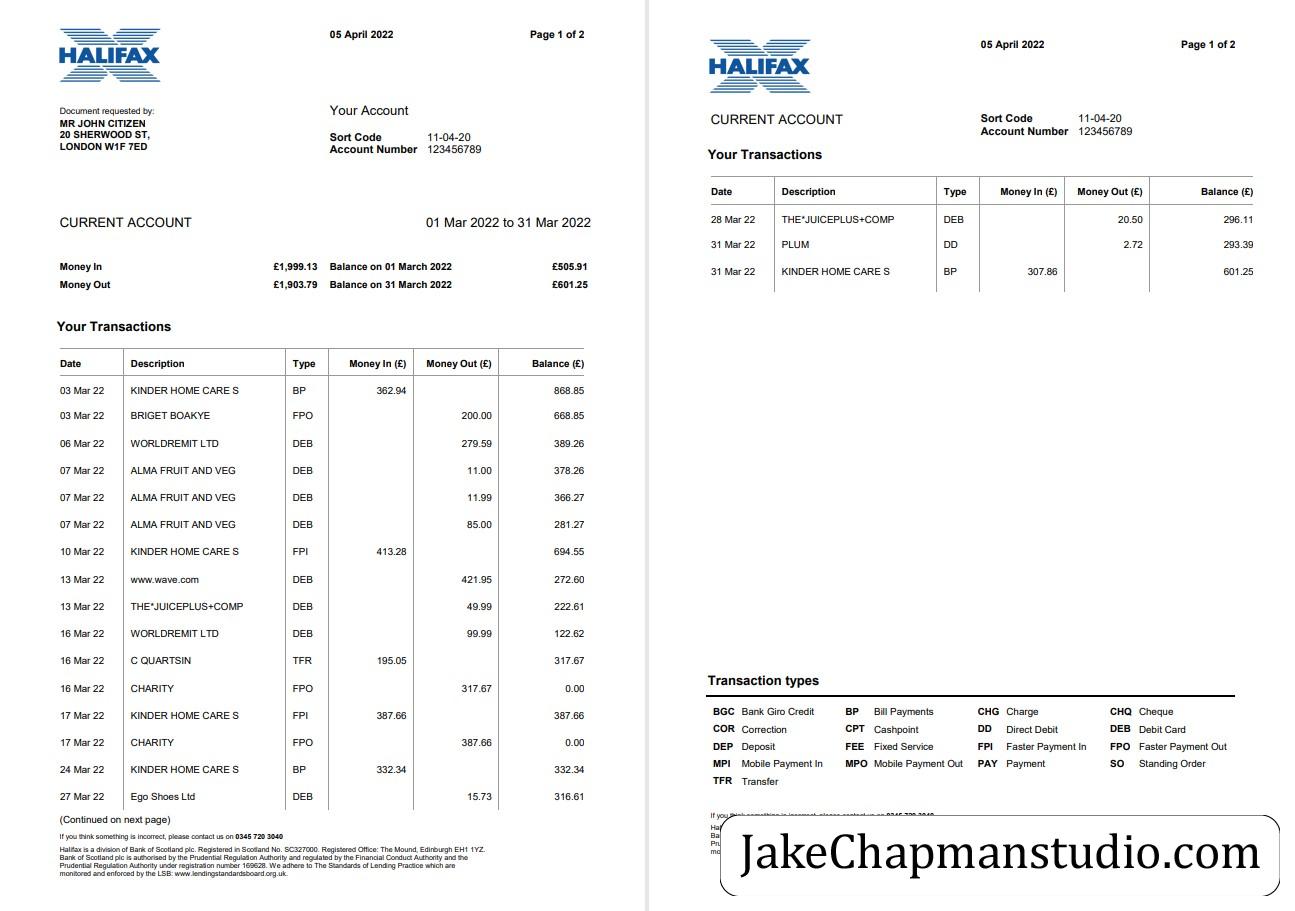 HALIFAX
05 April 2022 Page 1 of 2
Document requested by:
MR JOHN CITIZEN
20 SHERWOOD ST,
LONDON W1F 7ED
Your Account
Sort Code 11-04-20
Account Number 123456789
CURRENT ACCOUNT 01 Mar 2022 to 31 Mar 2022
Money In £1,999.13 Balance on 01 March 2022 £505.91
Money Out £1,903.79 Balance on 31 March 2022 £601.25
Your Transactions
Date Description Type Money In (£) Money Out (£) Balance (£)
03 Mar 22 KINDER HOME CARE S BP 362.94 868.85
03 Mar 22 BRIGET BOAKYE FPO 200.00 668.85
06 Mar 22 WORLDREMIT LTD DEB 279.59 389.26
07 Mar 22 ALMA FRUIT AND VEG DEB 11.00 378.26
07 Mar 22 ALMA FRUIT AND VEG DEB 11.99 366.27
07 Mar 22 ALMA FRUIT AND VEG DEB 85.00 281.27
10 Mar 22 KINDER HOME CARE S FPI 413.28 694.55
13 Mar 22 www.wave.com DEB 421.95 272.60
13 Mar 22 THE*JUICEPLUS+COMP DEB 49.99 222.61
16 Mar 22 WORLDREMIT LTD DEB 99.99 122.62
16 Mar 22 C QUARTSIN TFR 195.05 317.67
16 Mar 22 CHARITY FPO 317.67 0.00
17 Mar 22 KINDER HOME CARE S FPI 387.66 387.66
17 Mar 22 CHARITY FPO 387.66 0.00
24 Mar 22 KINDER HOME CARE S BP 332.34 332.34
27 Mar 22 Ego Shoes Ltd DEB 15.73 316.61
(Continued on next page)
If you think something is incorrect, please contact us on 0345 720 3040
Halifax is a division of Bank of Scotland plc. Registered in Scotland No. SC327000. Registered Office: The Mound, Edinburgh EH1 1YZ.
Bank of Scotland plc is authorised by the Prudential Regulation Authority and regulated by the Financial Conduct Authority and the
Prudential Regulation Authority under registration number 169628. We adhere to The Standards of Lending Practice which are
monitored and enforced by the LSB: www.lendingstandardsboard.org.uk.
HALIFAX
05 April 2022 Page 1 of 2
CURRENT ACCOUNT
Sort Code 11-04-20
Account Number 123456789
Your Transactions
Date Description Type Money In (£) Money Out (£) Balance (£)
28 Mar 22 THE*JUICEPLUS+COMP DEB 20.50 296.11
31 Mar 22 PLUM DD 2.72 293.39
31 Mar 22 KINDER HOME CARE S BP 307.86 601.25
Transaction types
BGC Bank Giro Credit BP Bill Payments CHG Charge CHQ Cheque
COR Correction CPT Cashpoint DD Direct Debit DEB Debit Card
DEP Deposit FEE Fixed Service FPI Faster Payment In FPO Faster Payment Out
MPI Mobile Payment In MPO Mobile Payment Out PAY Payment SO Standing Order
TFR Transfer
JakeChapmanstudio.com